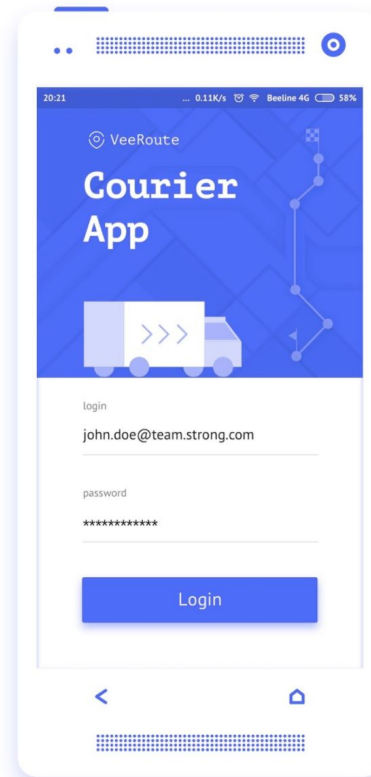 20:21 ... 0.11K/s Beeline 4G 58%
VeeRoute
Courier
App
login
john.doe@team.strong.com
password
************
Login